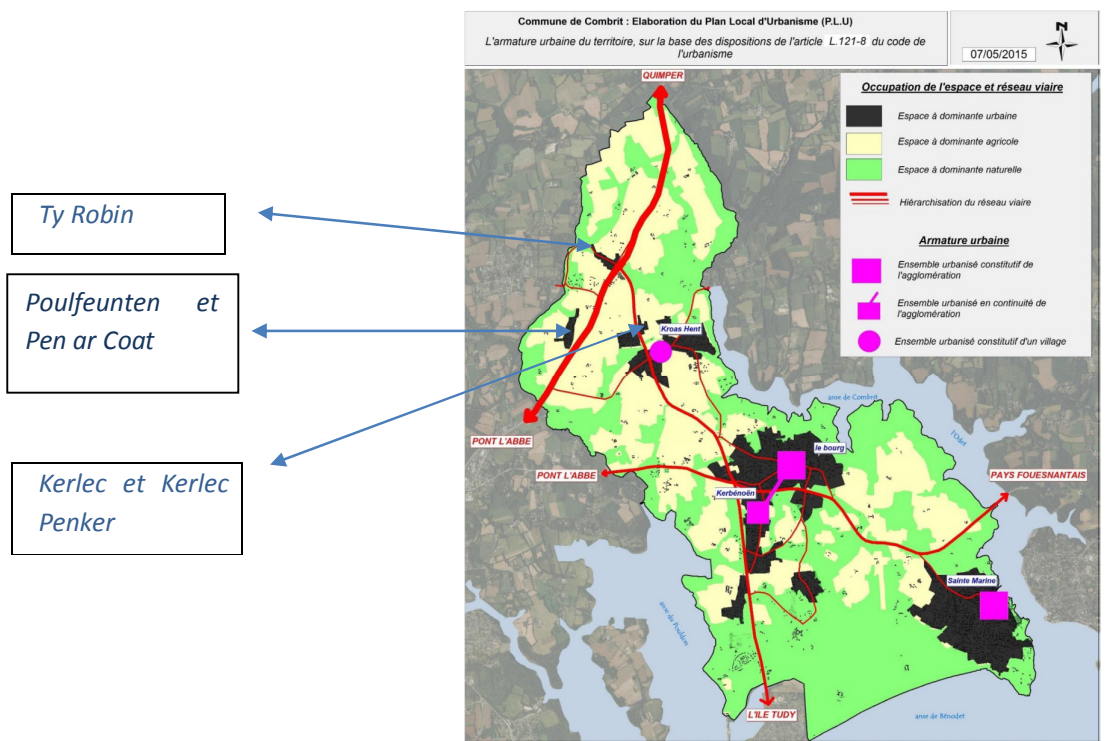 Commune de Combrit : Elaboration du Plan Local d'Urbanisme (P.L.U)
L'armature urbaine du territoire, sur la base des dispositions de l'article L.121-8 du code de
l'urbanisme
07/05/2015
N
QUIMPER
Occupation de l'espace et réseau viaire
Espace à dominante urbaine
Espace à dominante agricole
Espace à dominante naturelle
Hiérarchisation du réseau viaire
Armature urbaine
Ensemble urbanisé constitutif de
l'agglomération
Ensemble urbanisé en continuité de
l'agglomération
Ensemble urbanisé constitutif d'un village
Ty Robin
Poulfeunten et
Pen ar Coat
Kerlec et Kerlec
Penker
Kroas Hent
anse de Combrit
l'Odet
PONT L'ABBE
le bourg
PONT L'ABBE
PAYS FOUESNANTAIS
Kerbénoën
Sainte Marine
anse de Pouldon
L'ILE TUDY
anse de Bénodet